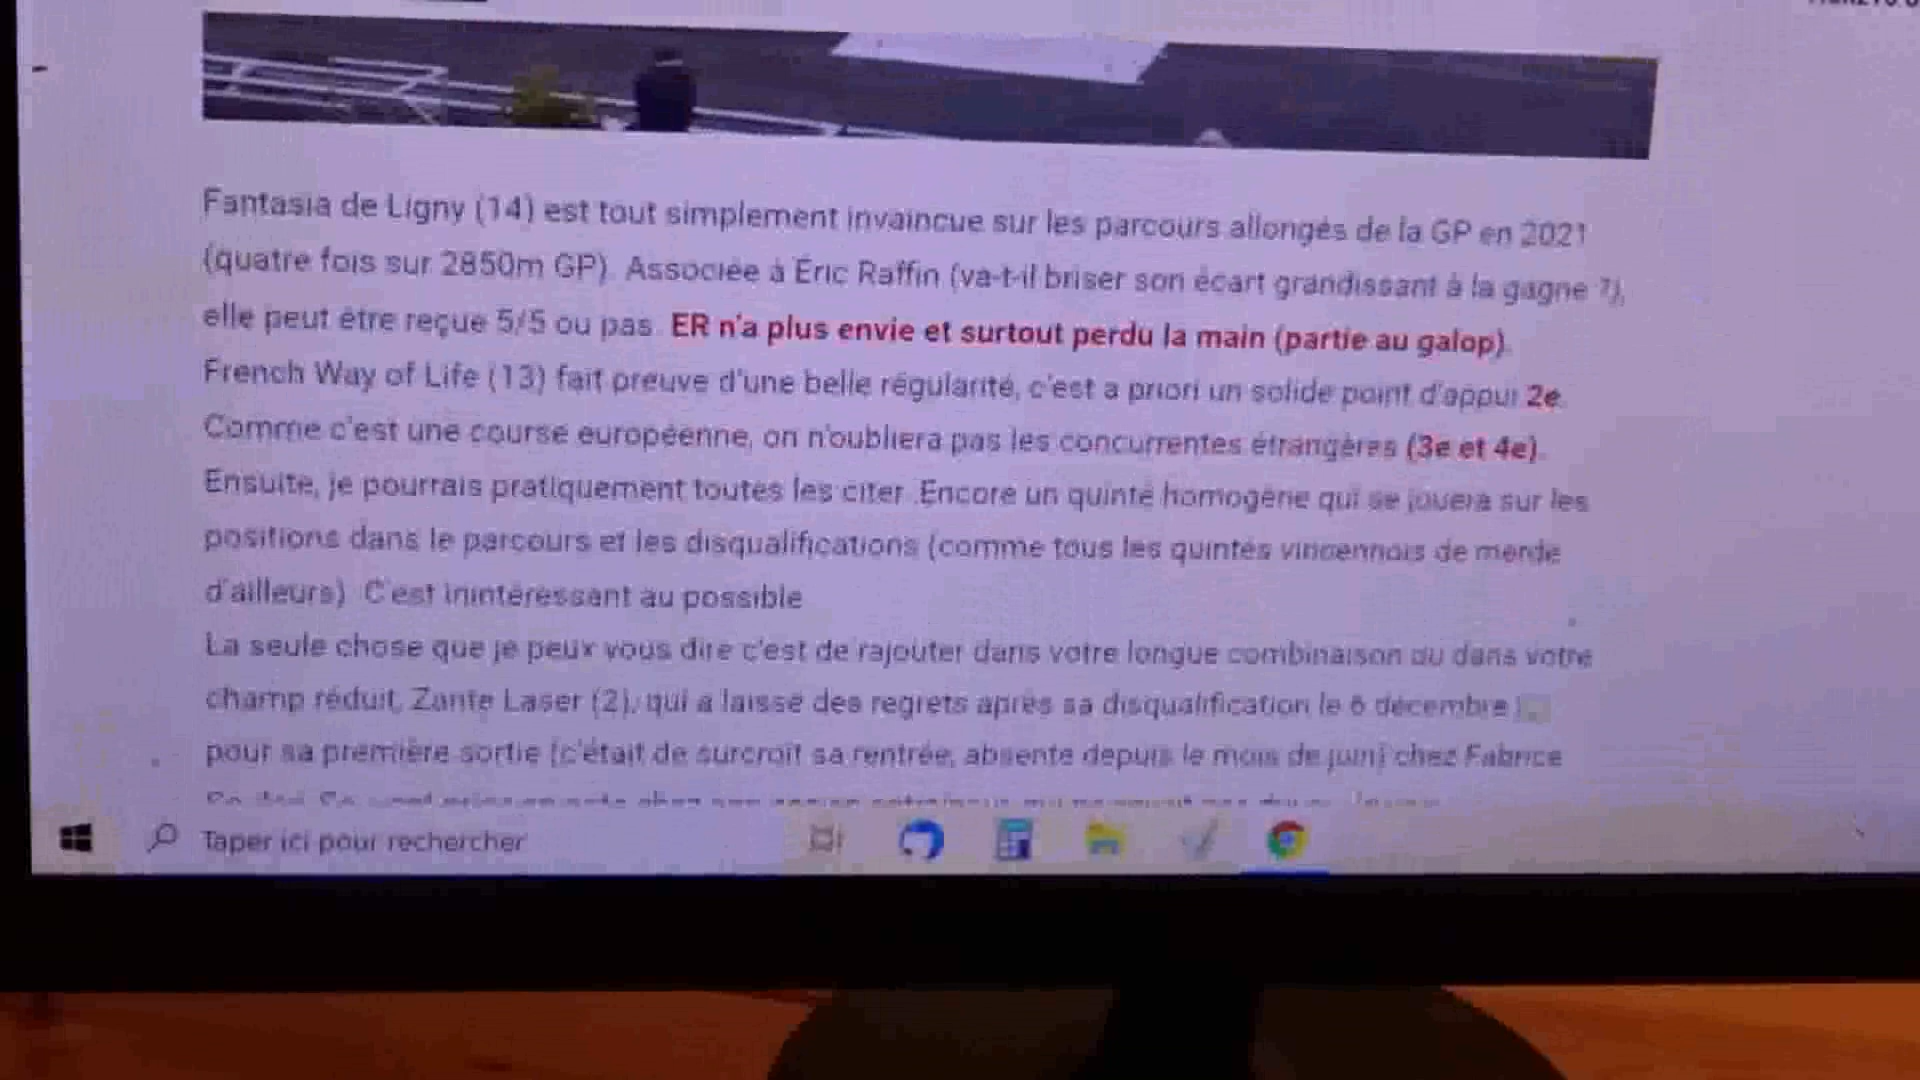 Fantasia de Ligny (14) est tout simplement invaincue sur les parcours allongés de la GP en 2021
(quatre fois sur 2850m GP). Associée à Éric Raffin (va-t-il briser son écart grandissant à la gagne ?),
elle peut être reçue 5/5 ou pas. ER n'a plus envie et surtout perdu la main (partie au galop).
French Way of Life (13) fait preuve d'une belle régularité, c'est a priori un solide point d'appui 2e.
Comme c'est une course européenne, on n'oubliera pas les concurrentes étrangères (3e et 4e).
Ensuite, je pourrais pratiquement toutes les citer .Encore un quinté homogène qui se jouera sur les
positions dans le parcours et les disqualifications (comme tous les quintés vincennois de merde
d'ailleurs). C'est inintéressant au possible
La seule chose que je peux vous dire c'est de rajouter dans votre longue combinaison ou dans votre
champ réduit, Zante Laser (2), qui a laissé des regrets après sa disqualification le 6 décembre
pour sa première sortie (c'était de surcroît sa rentrée, absente depuis le mois de juin) chez Fabrice
Taper ici pour rechercher